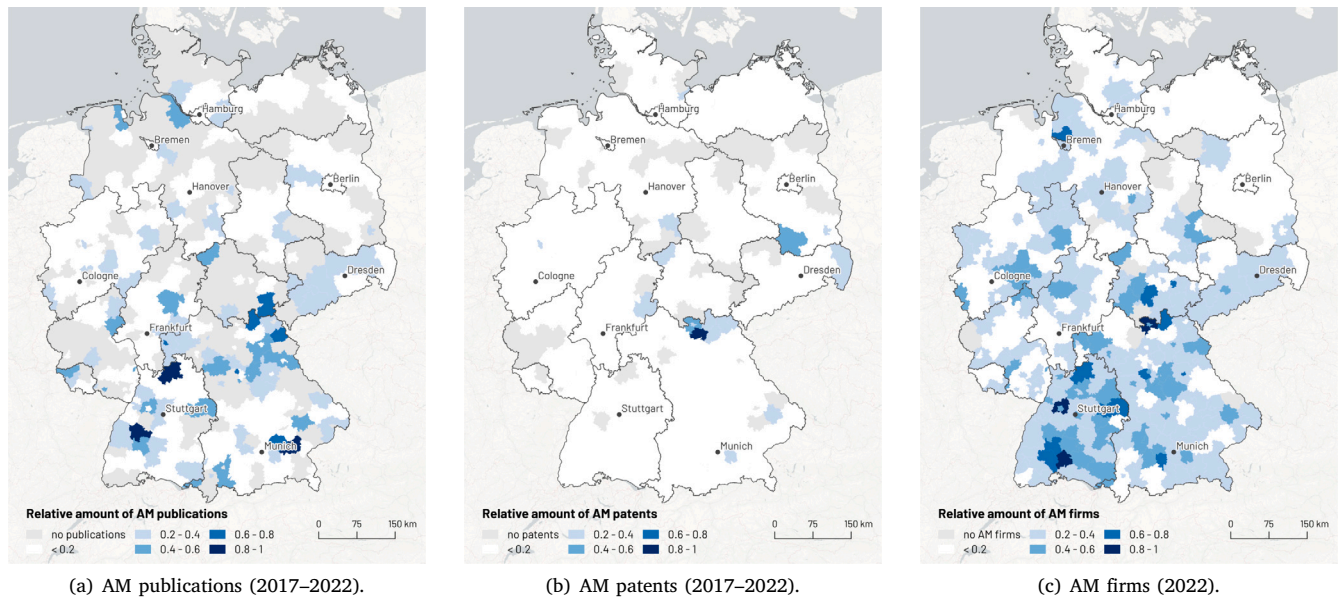 Hamburg
Bremen
Berlin
Hanover
Cologne
Dresden
Frankfurt
Stuttgart
Munich
Relative amount of AM publications
no publications 0.2 - 0.4 0.6 - 0.8
< 0.2 0.4 - 0.6 0.8 - 1
0 75 150 km
(a) AM publications (2017–2022).
Hamburg
Bremen
Berlin
Hanover
Cologne
Dresden
Frankfurt
Stuttgart
Munich
Relative amount of AM patents
no patents 0.2 - 0.4 0.6 - 0.8
< 0.2 0.4 - 0.6 0.8 - 1
0 75 150 km
(b) AM patents (2017–2022).
Hamburg
Bremen
Berlin
Hanover
Cologne
Dresden
Frankfurt
Stuttgart
Munich
Relative amount of AM firms
no AM firms 0.2 - 0.4 0.6 - 0.8
< 0.2 0.4 - 0.6 0.8 - 1
0 75 150 km
(c) AM firms (2022).